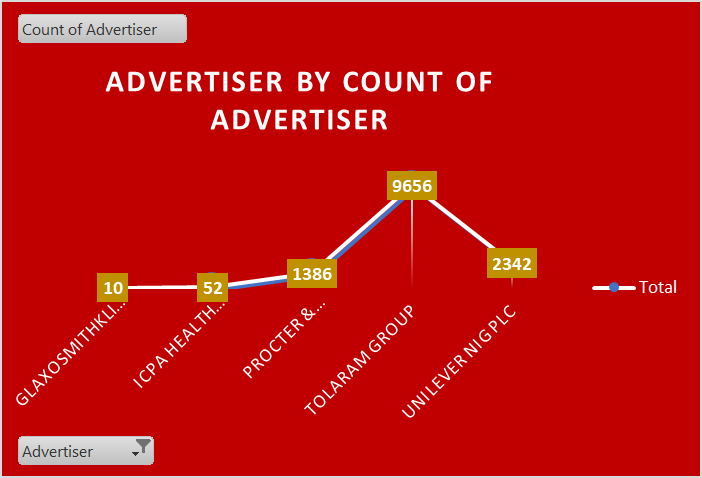 Count of Advertiser
ADVERTISER BY COUNT OF
ADVERTISER
9656
2342
1386
52
10
Total
GLAXOSMITHKLI...
ICPA HEALTH...
PROCTER &...
TOLARAM GROUP
UNILEVER NIG PLC
Advertiser